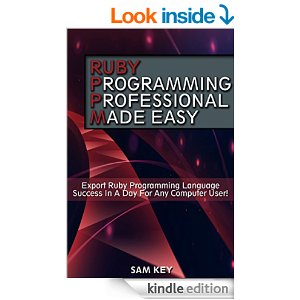 Look Inside!
RUBY
PROGRAMMING
PROFESSIONAL
MADE EASY
Expert Ruby Programming Language
Success In A Day For Any Computer User!
SAM KEY
kindle edition